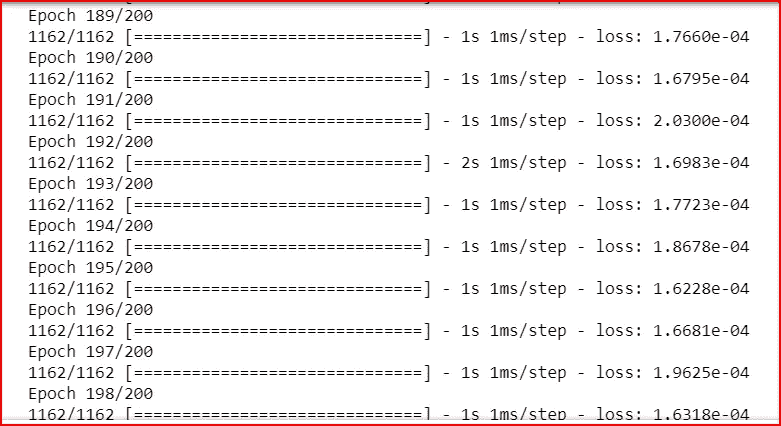 Epoch 189/200
1162/1162 [==============================] - 1s 1ms/step - loss: 1.7660e-04
Epoch 190/200
1162/1162 [==============================] - 1s 1ms/step - loss: 1.6795e-04
Epoch 191/200
1162/1162 [==============================] - 1s 1ms/step - loss: 2.0300e-04
Epoch 192/200
1162/1162 [==============================] - 2s 1ms/step - loss: 1.6983e-04
Epoch 193/200
1162/1162 [==============================] - 1s 1ms/step - loss: 1.7723e-04
Epoch 194/200
1162/1162 [==============================] - 1s 1ms/step - loss: 1.8678e-04
Epoch 195/200
1162/1162 [==============================] - 1s 1ms/step - loss: 1.6228e-04
Epoch 196/200
1162/1162 [==============================] - 1s 1ms/step - loss: 1.6681e-04
Epoch 197/200
1162/1162 [==============================] - 1s 1ms/step - loss: 1.9625e-04
Epoch 198/200
1162/1162 [==============================] - 1s 1ms/step - loss: 1.6318e-04